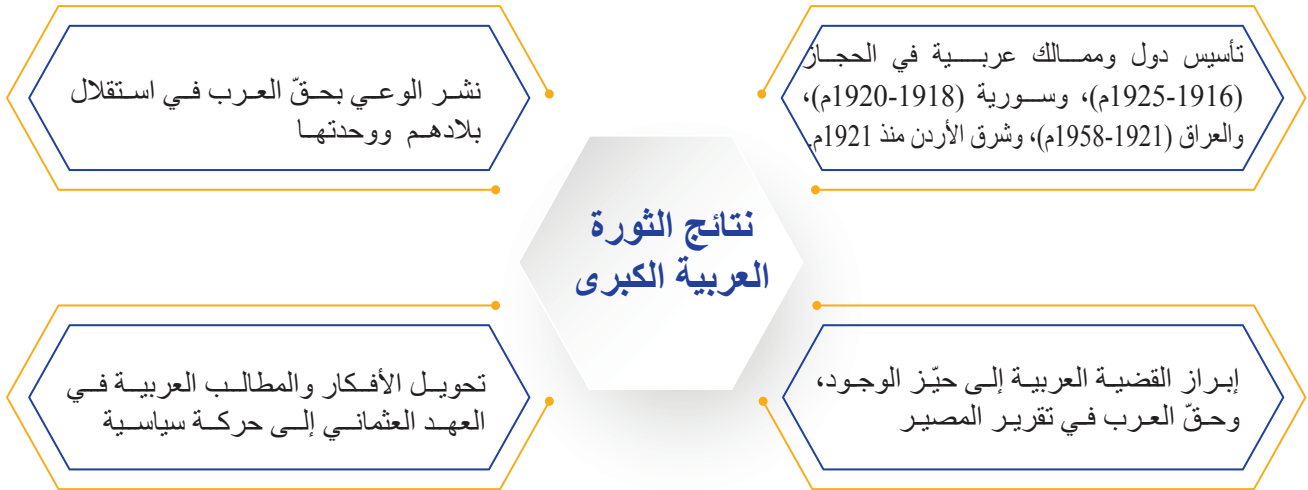 تأسيس دول وممالك عربية في الحجاز
(1916-1925م)، وسورية (1918-1920م)،
والعراق (1921-1958م)، وشرق الأردن منذ 1921م.
نشر الوعي بحقّ العرب في استقلال
بلادهم ووحدتها
نتائج الثورة
العربية الكبرى
إبراز القضية العربية إلى حيّز الوجود،
وحقّ العرب في تقرير المصير
تحويل الأفكار والمطالب العربية في
العهد العثماني إلى حركة سياسية